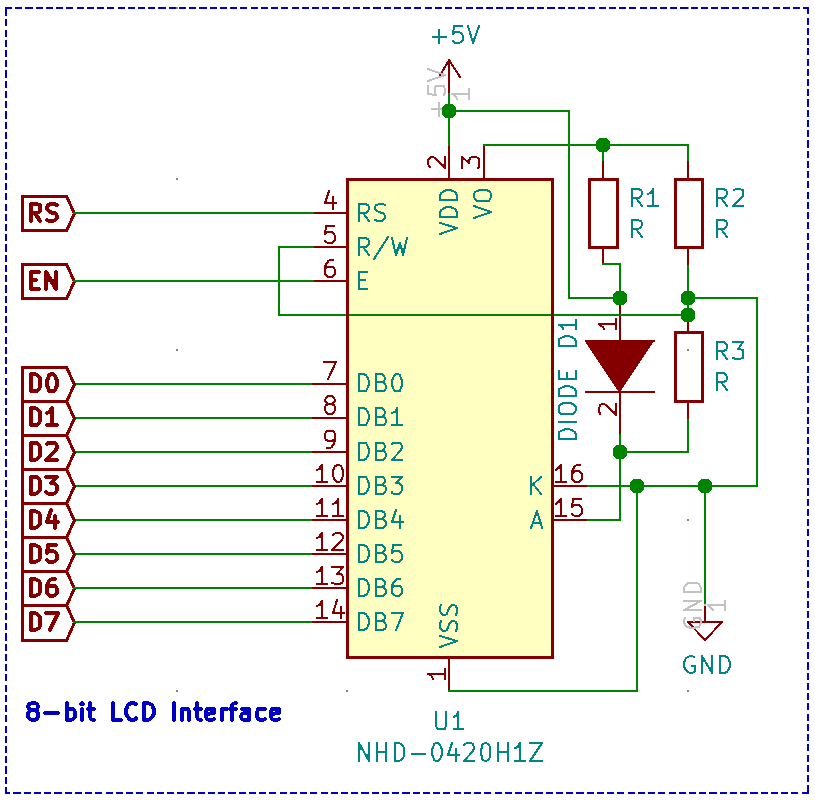 +5V
+5V
1
2
3
VDD
VO
R1
R
R2
R
RS
4
RS
5
R/W
EN
6
E
D1
DIODE
1
2
R3
R
D0
7
DB0
D1
8
DB1
D2
9
DB2
D3
10
DB3
K
16
D4
11
DB4
A
15
D5
12
DB5
D6
13
DB6
D7
14
DB7
VSS
1
GND
1
GND
8-bit LCD Interface
U1
NHD-0420H1Z